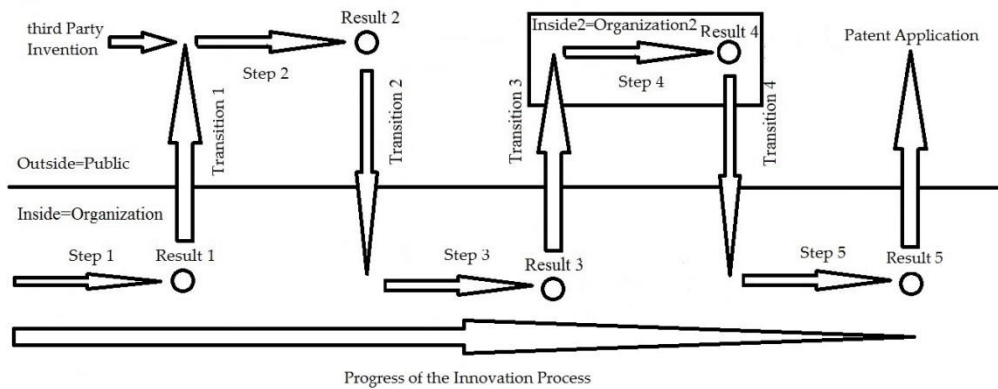 third Party
Invention
Result 2
Step 2
Transition 1
Transition 2
Inside2=Organization2
Result 4
Step 4
Transition 3
Transition 4
Patent Application
Outside=Public
Inside=Organization
Step 1
Result 1
Step 3
Result 3
Step 5
Result 5
Progress of the Innovation Process